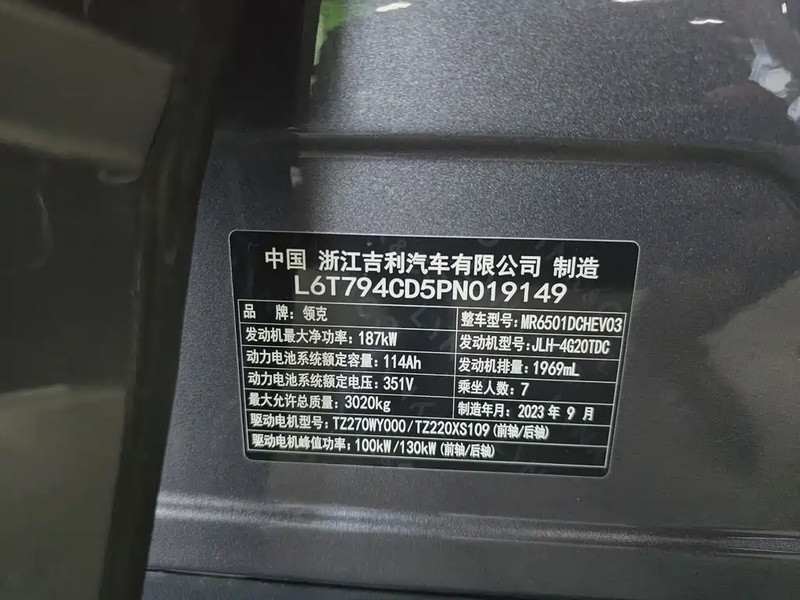 中国 浙江吉利汽车有限公司 制造
L6T794CD5PN019149
品 牌: 领克
整车型号: MR6501DCHEV03
发动机最大净功率: 187kW
发动机型号: JLH-4G20TDC
动力电池系统额定容量: 114Ah
发动机排量: 1969mL
动力电池系统额定电压: 351V
乘坐人数: 7
最大允许总质量: 3020kg
制造年月: 2023 年 9 月
驱动电机型号: TZ270WY000/TZ220XS109(前轴/后轴)
驱动电机峰值功率: 100kW/130kW(前轴/后轴)